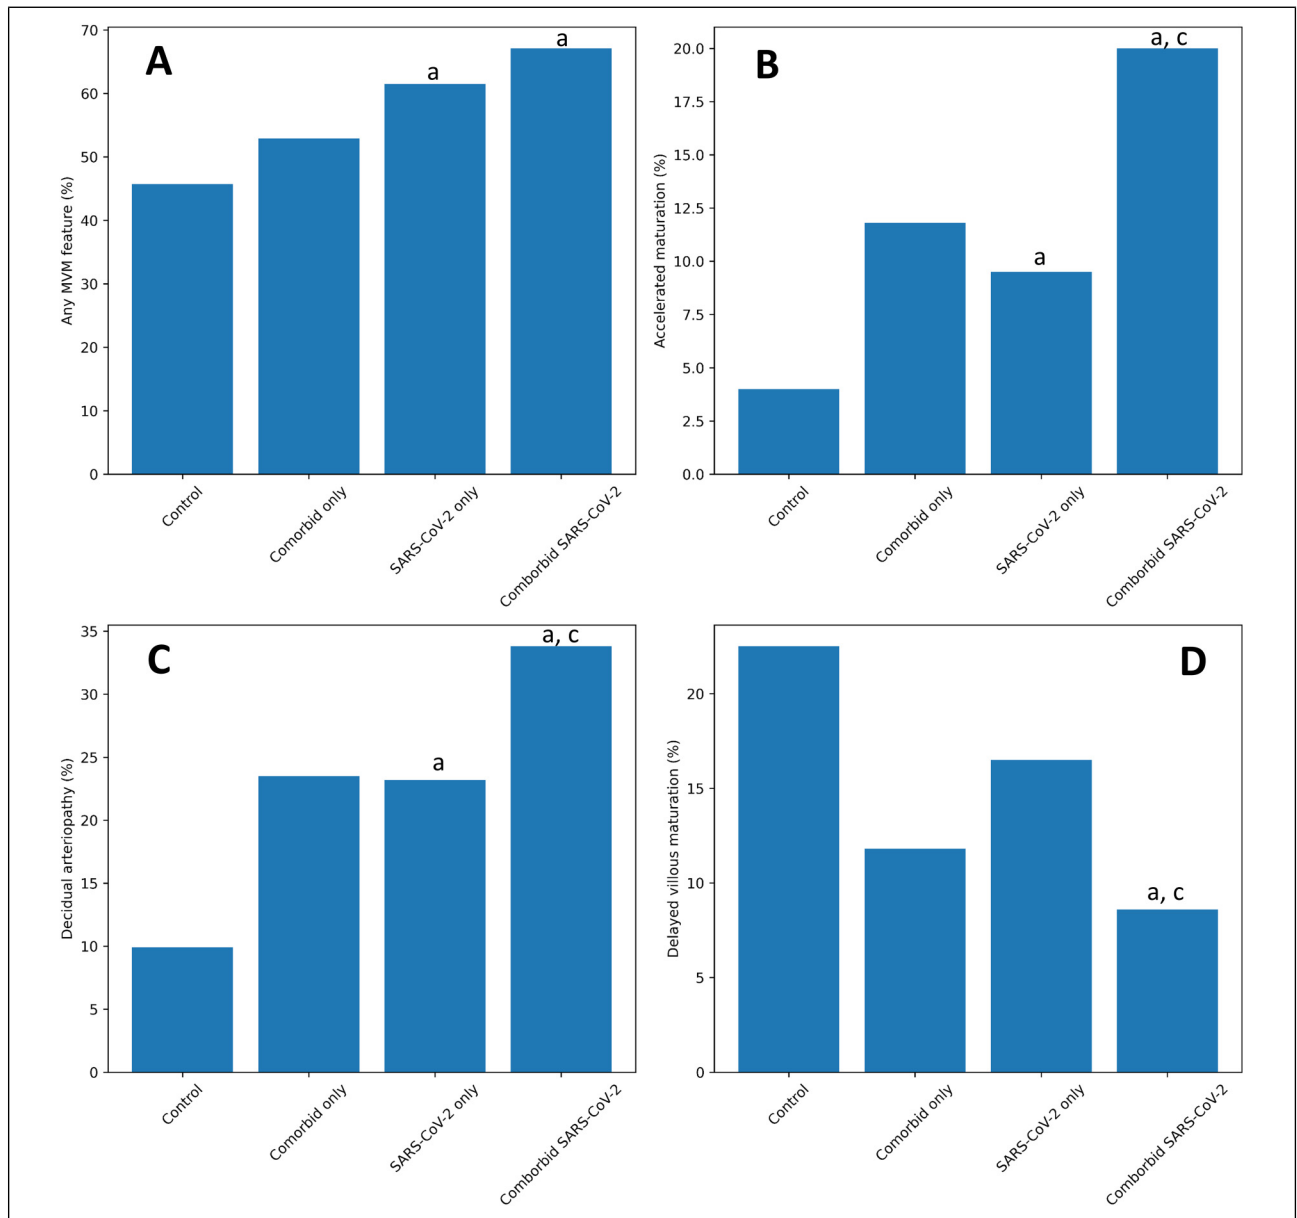 A
Any MVM feature (%)
70
60
50
40
30
20
10
0
a
a
Control
Comorbid only
SARS-CoV-2 only
Comborbid SARS-CoV-2
B
Accelerated maturation (%)
20.0
17.5
15.0
12.5
10.0
7.5
5.0
2.5
0.0
a
a, c
Control
Comorbid only
SARS-CoV-2 only
Comborbid SARS-CoV-2
C
Decidual arteriopathy (%)
35
30
25
20
15
10
5
0
a
a, c
Control
Comorbid only
SARS-CoV-2 only
Comborbid SARS-CoV-2
D
Delayed villous maturation (%)
20
15
10
5
0
a, c
Control
Comorbid only
SARS-CoV-2 only
Comborbid SARS-CoV-2